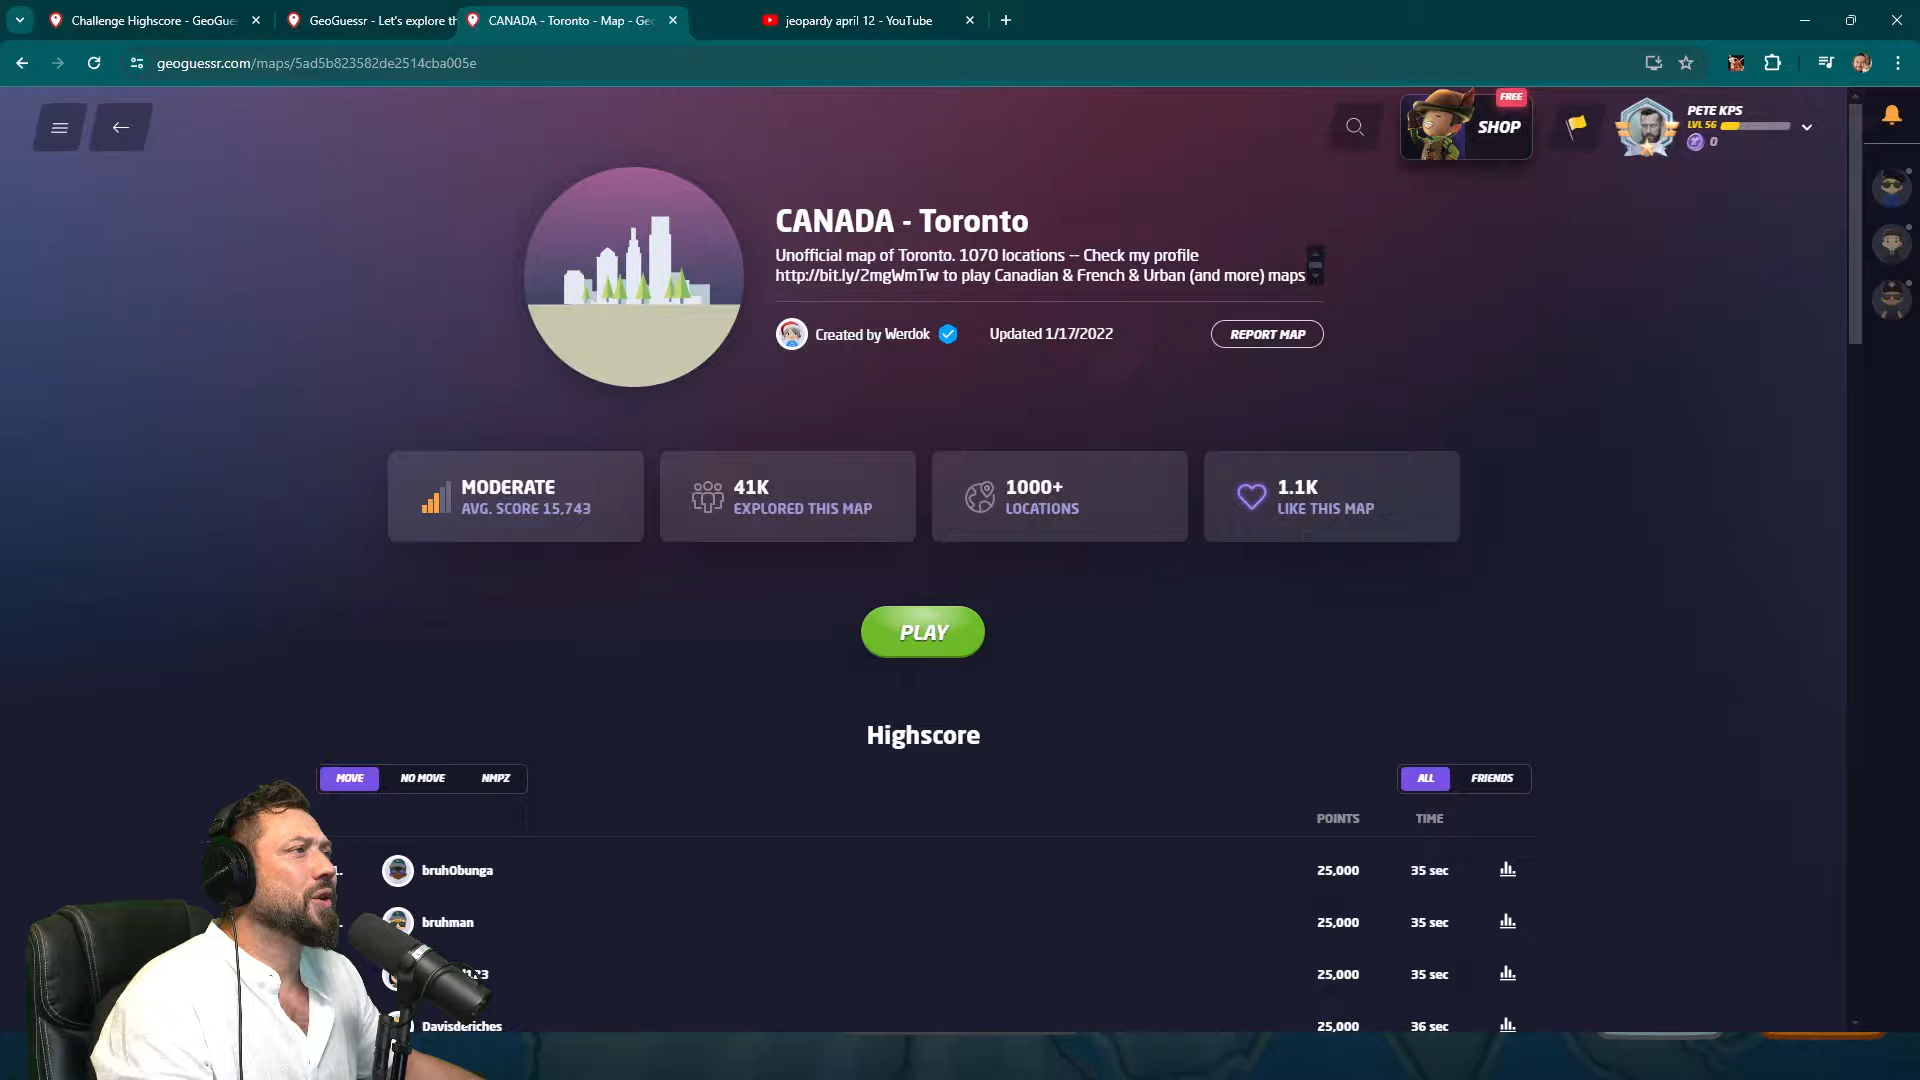 Challenge Highscore - GeoGue
GeoGuessr - Let's explore th
CANADA - Toronto - Map - Geo
jeopardy april 12 - YouTube
geoguessr.com/maps/5ad5b823582de2514cba005e
FREE
SHOP
PETE KPS
LVL 56
0
CANADA - Toronto
Unofficial map of Toronto. 1070 locations -- Check my profile
http://bit.ly/2mgWmTw to play Canadian & French & Urban (and more) maps
Created by Werdok
Updated 1/17/2022
REPORT MAP
MODERATE
AVG. SCORE 15,743
41K
EXPLORED THIS MAP
1000+
LOCATIONS
1.1K
LIKE THIS MAP
PLAY
Highscore
MOVE NO MOVE NMPZ
ALL FRIENDS
POINTS TIME
bruh0bunga 25,000 35 sec
bruhman 25,000 35 sec
25,000 35 sec
Davisderiches 25,000 36 sec